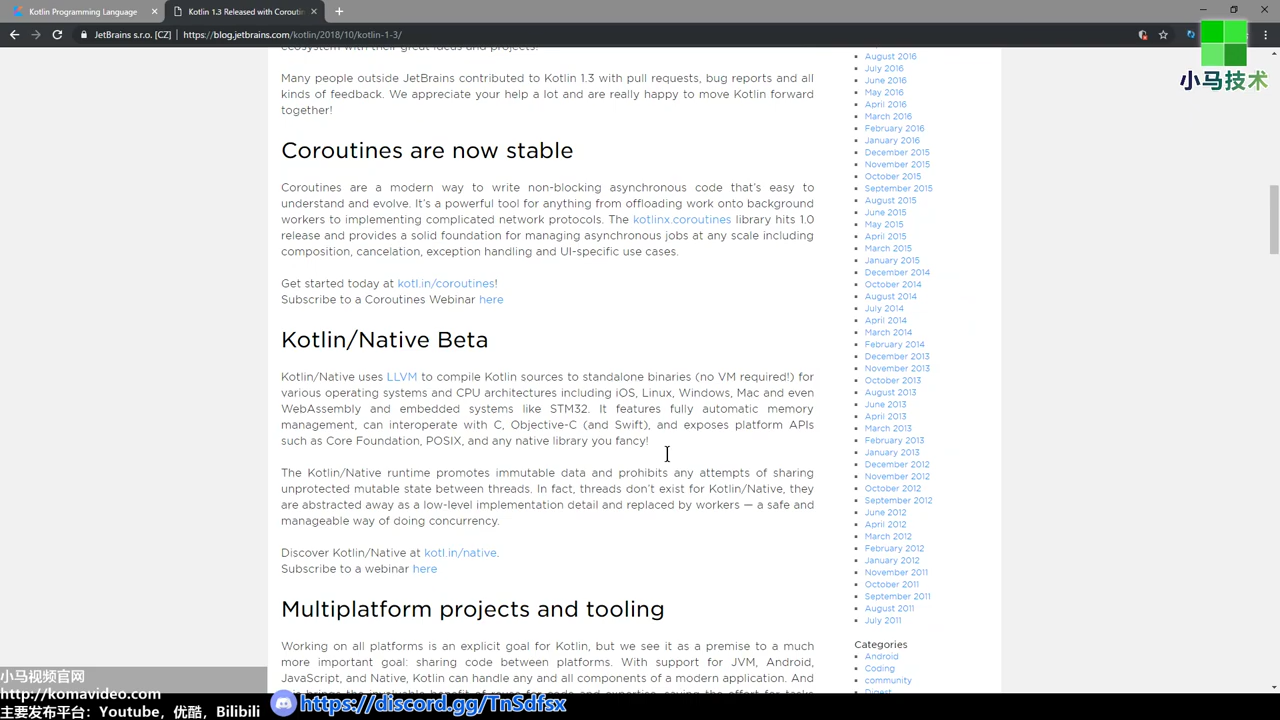 Kotlin Programming Language
Kotlin 1.3 Released with Corouti
JetBrains s.r.o. [CZ]
https://blog.jetbrains.com/kotlin/2018/10/kotlin-1-3/
小马技术
ecosystem with their great ideas and projects.
Many people outside JetBrains contributed to Kotlin 1.3 with pull requests, bug reports and all
kinds of feedback. We appreciate your help a lot and are really happy to move Kotlin forward
together!
Coroutines are now stable
Coroutines are a modern way to write non-blocking asynchronous code that's easy to
understand and evolve. It's a powerful tool for anything from offloading work onto background
workers to implementing complicated network protocols. The kotlinx.coroutines library hits 1.0
release and provides a solid foundation for managing asynchronous jobs at any scale including
composition, cancelation, exception handling and UI-specific use cases.
Get started today at kotl.in/coroutines!
Subscribe to a Coroutines Webinar here
Kotlin/Native Beta
Kotlin/Native uses LLVM to compile Kotlin sources to standalone binaries (no VM required!) for
various operating systems and CPU architectures including iOS, Linux, Windows, Mac and even
WebAssembly and embedded systems like STM32. It features fully automatic memory
management, can interoperate with C, Objective-C (and Swift), and exposes platform APIs
such as Core Foundation, POSIX, and any native library you fancy!
The Kotlin/Native runtime promotes immutable data and prohibits any attempts of sharing
unprotected mutable state between threads. In fact, threads don't exist for Kotlin/Native, they
are abstracted away as a low-level implementation detail and replaced by workers — a safe and
manageable way of doing concurrency.
Discover Kotlin/Native at kotl.in/native.
Subscribe to a webinar here
Multiplatform projects and tooling
Working on all platforms is an explicit goal for Kotlin, but we see it as a premise to a much
more important goal: sharing code between platforms. With support for JVM, Android,
JavaScript, and Native, Kotlin can handle any and all components of a modern application. And
August 2016
July 2016
June 2016
May 2016
April 2016
March 2016
February 2016
January 2016
December 2015
November 2015
October 2015
September 2015
August 2015
June 2015
May 2015
April 2015
March 2015
January 2015
December 2014
October 2014
August 2014
July 2014
April 2014
March 2014
February 2014
December 2013
November 2013
October 2013
August 2013
June 2013
April 2013
March 2013
February 2013
January 2013
December 2012
November 2012
October 2012
September 2012
June 2012
April 2012
March 2012
February 2012
January 2012
November 2011
October 2011
September 2011
August 2011
July 2011
Categories
Android
Coding
community
Digest
小马视频官网
http://komavideo.com
主要发布平台：Youtube，优酷，Bilibili
https://discord.gg/TnSdfsx